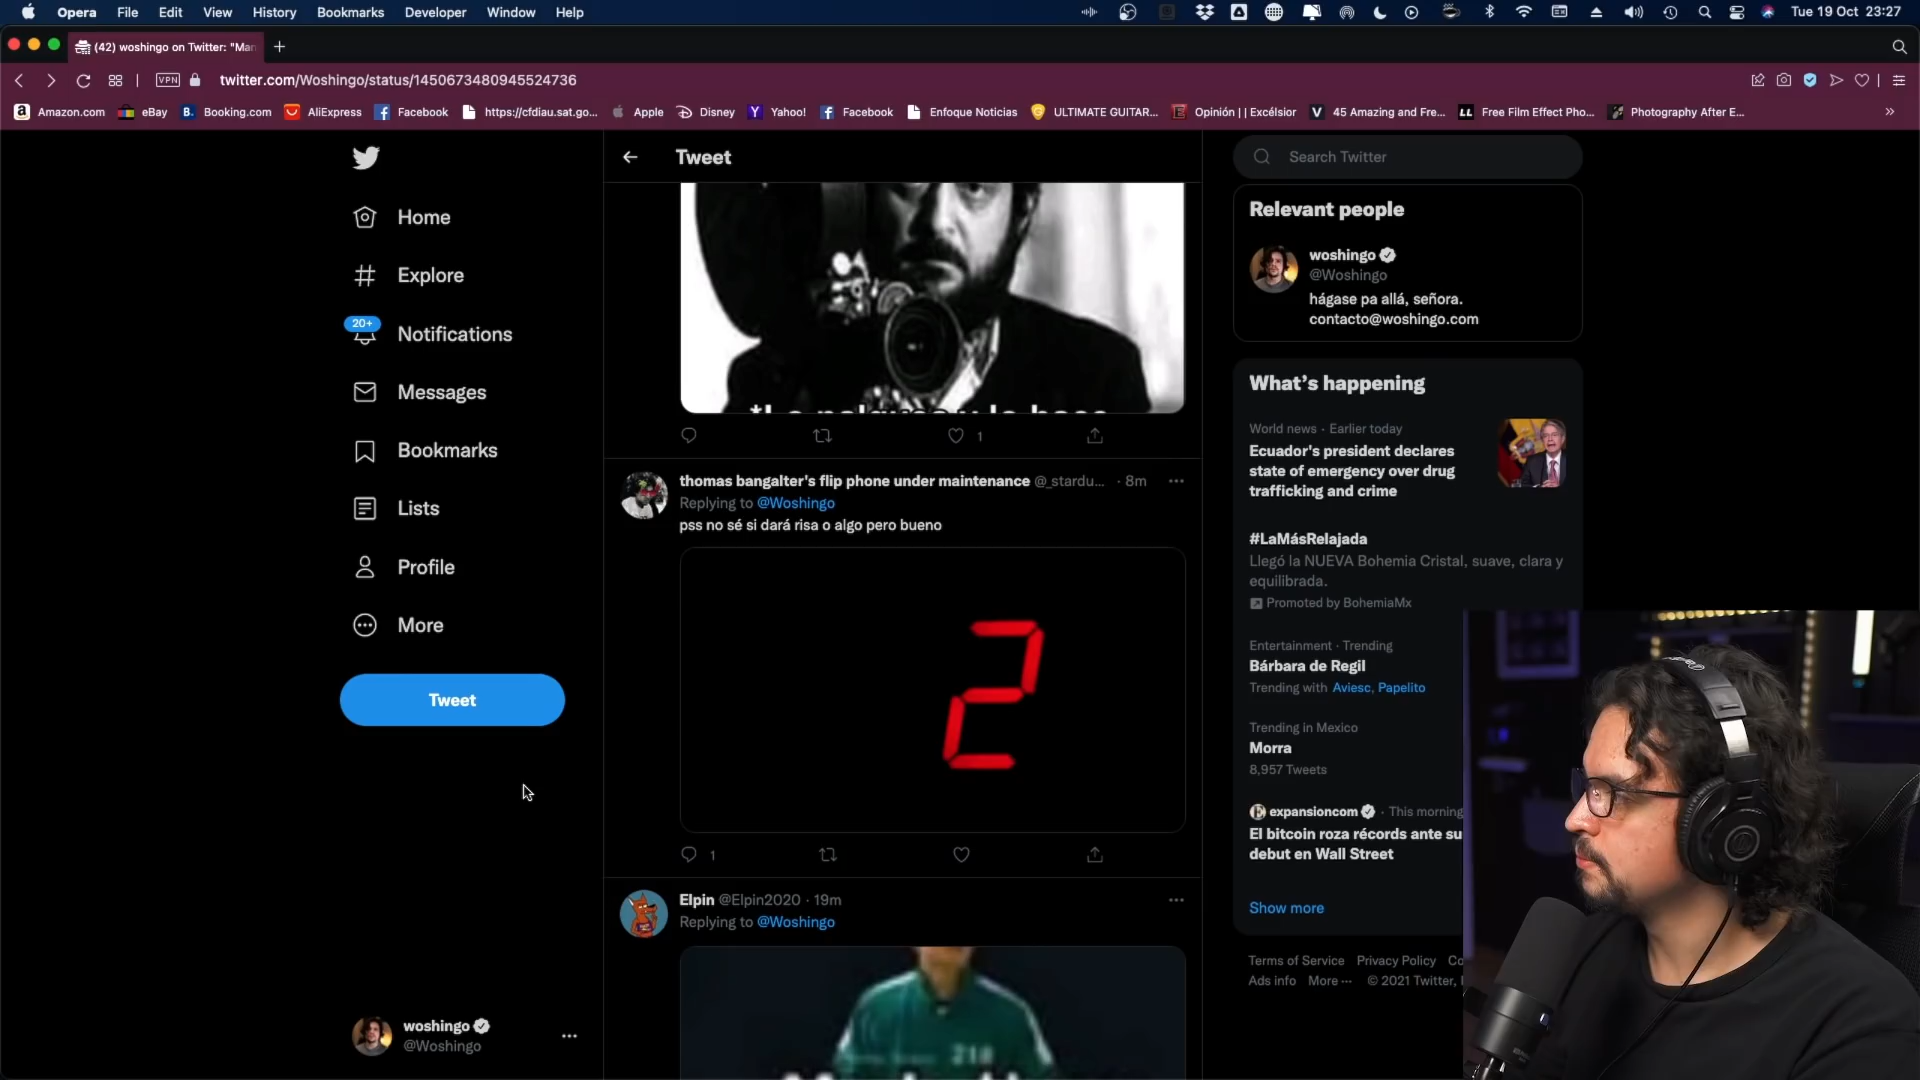 Opera File Edit View History Bookmarks Developer Window Help
Tue 19 Oct 23:27
(42) woshingo on Twitter: "Man
VPN
twitter.com/Woshingo/status/1450673480945524736
Amazon.com
eBay
Booking.com
AliExpress
Facebook
https://cfdiau.sat.go...
Apple
Disney
Yahoo!
Facebook
Enfoque Noticias
ULTIMATE GUITAR...
Opinión | | Excélsior
45 Amazing and Fre...
Free Film Effect Pho...
Photography After E...
Home
Explore
20+
Notifications
Messages
Bookmarks
Lists
Profile
More
Tweet
woshingo
@Woshingo
Tweet
1
thomas bangalter's flip phone under maintenance @_stardu... · 8m
Replying to @Woshingo
pss no sé si dará risa o algo pero bueno
2
1
Elpin @Elpin2020 · 19m
Replying to @Woshingo
218
Search Twitter
Relevant people
woshingo
@Woshingo
hágase pa allá, señora.
contacto@woshingo.com
What's happening
World news · Earlier today
Ecuador's president declares
state of emergency over drug
trafficking and crime
#LaMásRelajada
Llegó la NUEVA Bohemia Cristal, suave, clara y
equilibrada.
Promoted by BohemiaMx
Entertainment · Trending
Bárbara de Regil
Trending with Aviesc, Papelito
Trending in Mexico
Morra
8,957 Tweets
expansioncom · This morning
El bitcoin roza récords ante su
debut en Wall Street
Show more
Terms of Service Privacy Policy Co
Ads info More ··· © 2021 Twitter,